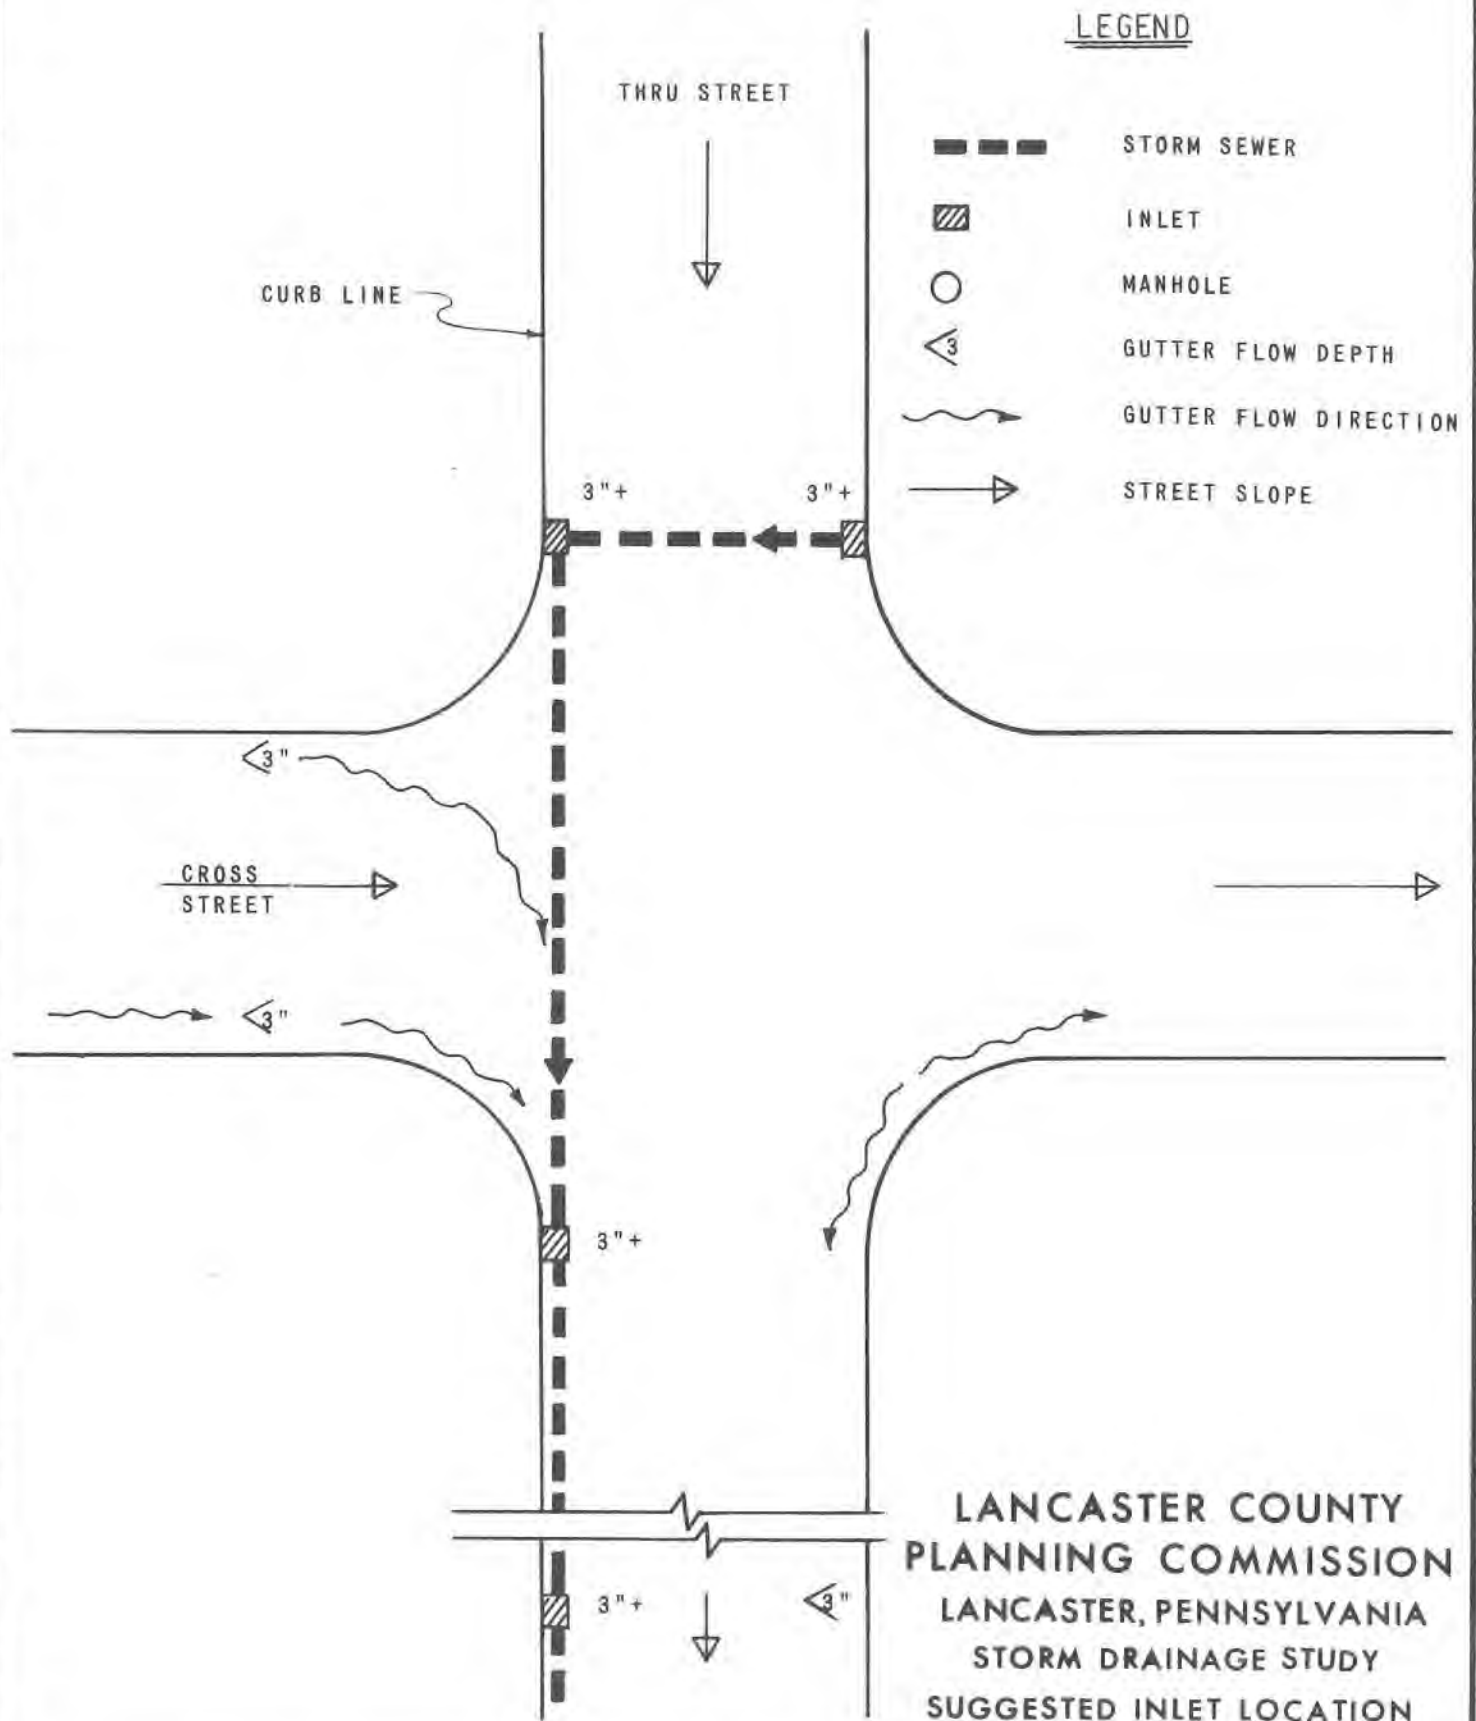 LEGEND
THRU STREET
STORM SEWER
INLET
MANHOLE
<3
GUTTER FLOW DEPTH
GUTTER FLOW DIRECTION
STREET SLOPE
CURB LINE
3"+
3"+
<3"
CROSS
STREET
<3"
3"+
3"+
<3"
LANCASTER COUNTY
PLANNING COMMISSION
LANCASTER, PENNSYLVANIA
STORM DRAINAGE STUDY
SUGGESTED INLET LOCATION